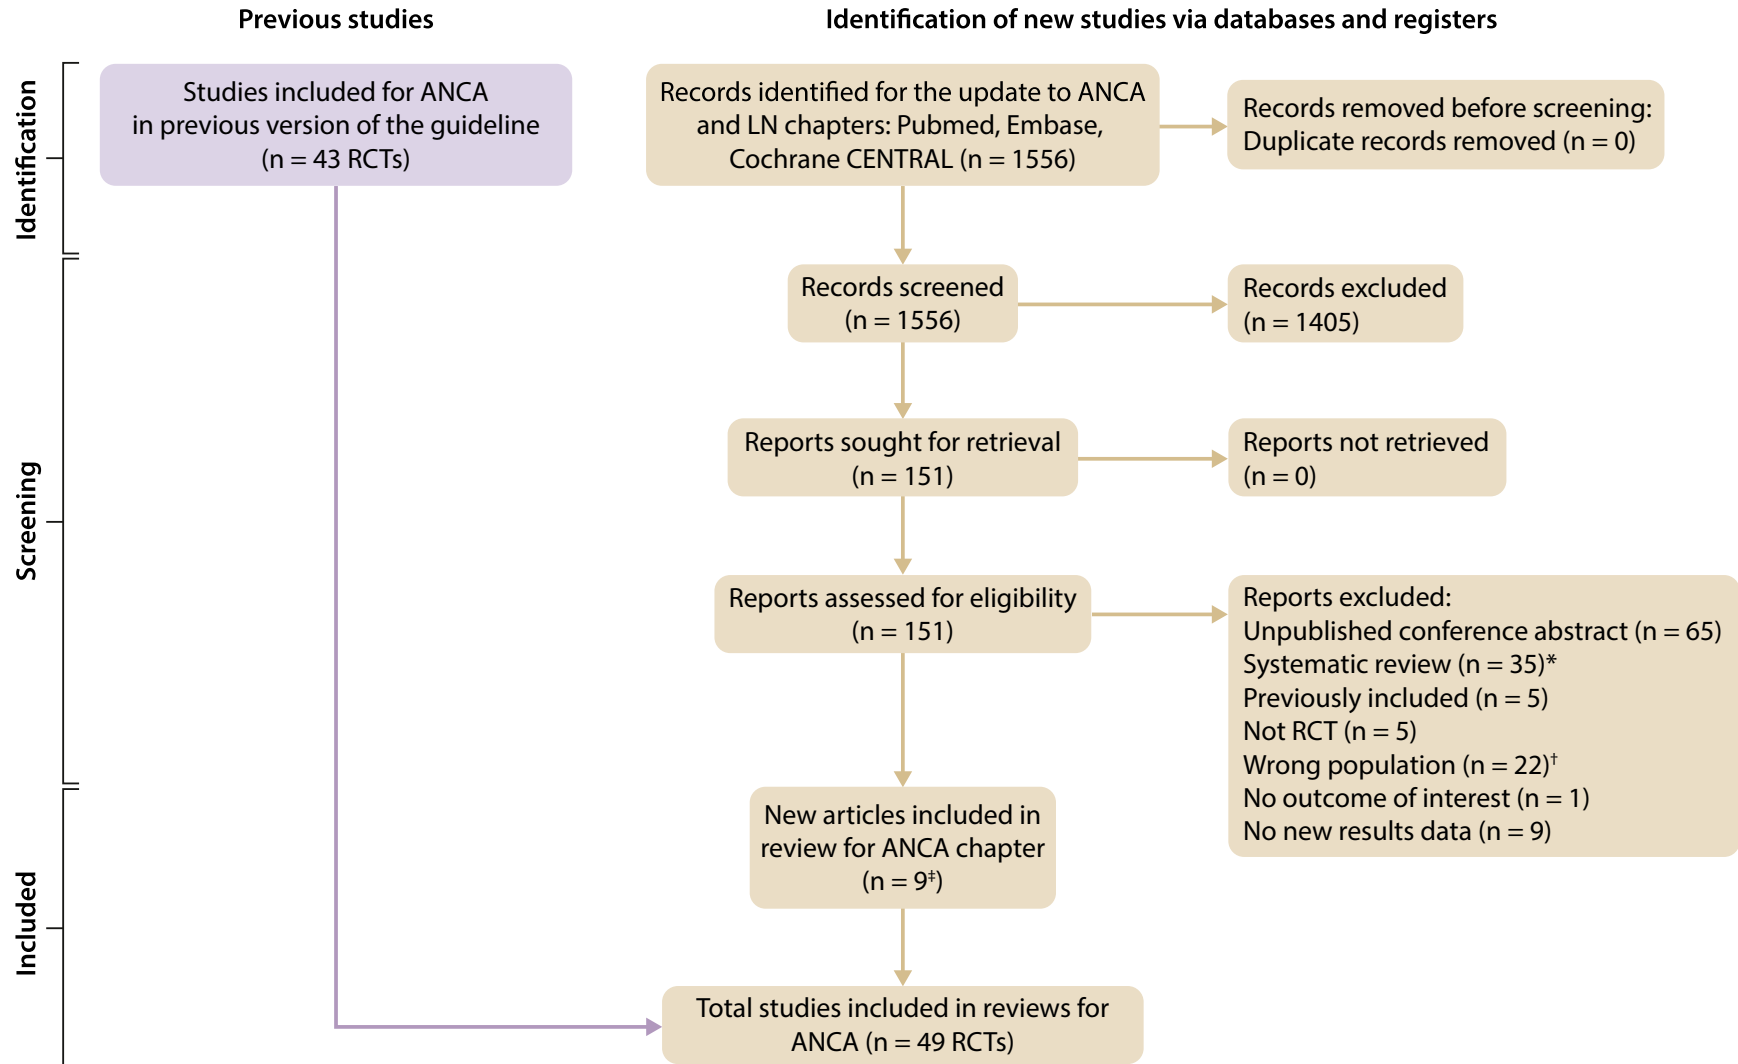 Previous studies
Identification of new studies via databases and registers
Identification
Studies included for ANCA
in previous version of the guideline
(n = 43 RCTs)
Records identified for the update to ANCA
and LN chapters: Pubmed, Embase,
Cochrane CENTRAL (n = 1556)
Records removed before screening:
Duplicate records removed (n = 0)
Screening
Records screened
(n = 1556)
Records excluded
(n = 1405)
Reports sought for retrieval
(n = 151)
Reports not retrieved
(n = 0)
Reports assessed for eligibility
(n = 151)
Reports excluded:
Unpublished conference abstract (n = 65)
Systematic review (n = 35)*
Previously included (n = 5)
Not RCT (n = 5)
Wrong population (n = 22)†
No outcome of interest (n = 1)
No new results data (n = 9)
Included
New articles included in
review for ANCA chapter
(n = 9‡)
Total studies included in reviews for
ANCA (n = 49 RCTs)